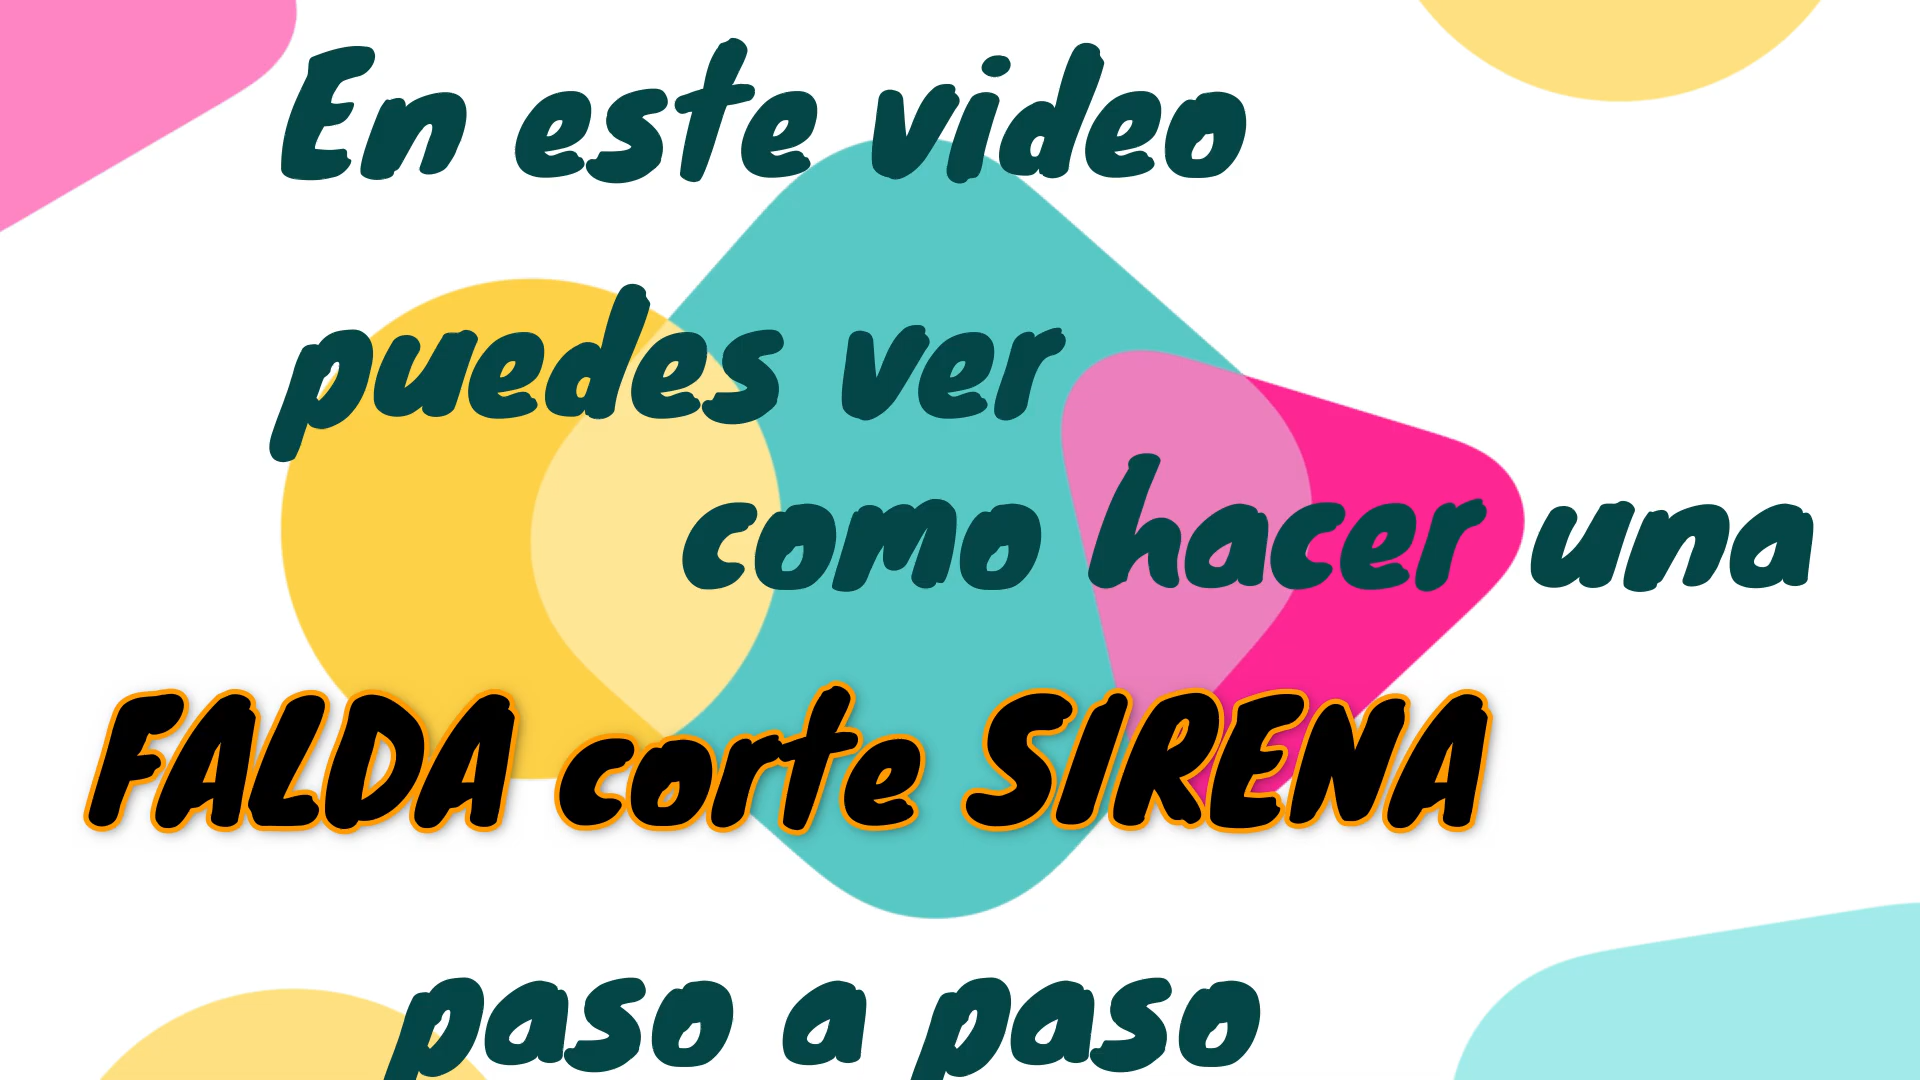 En este video
puedes ver
como hacer una
FALDA corte SIRENA
paso a paso